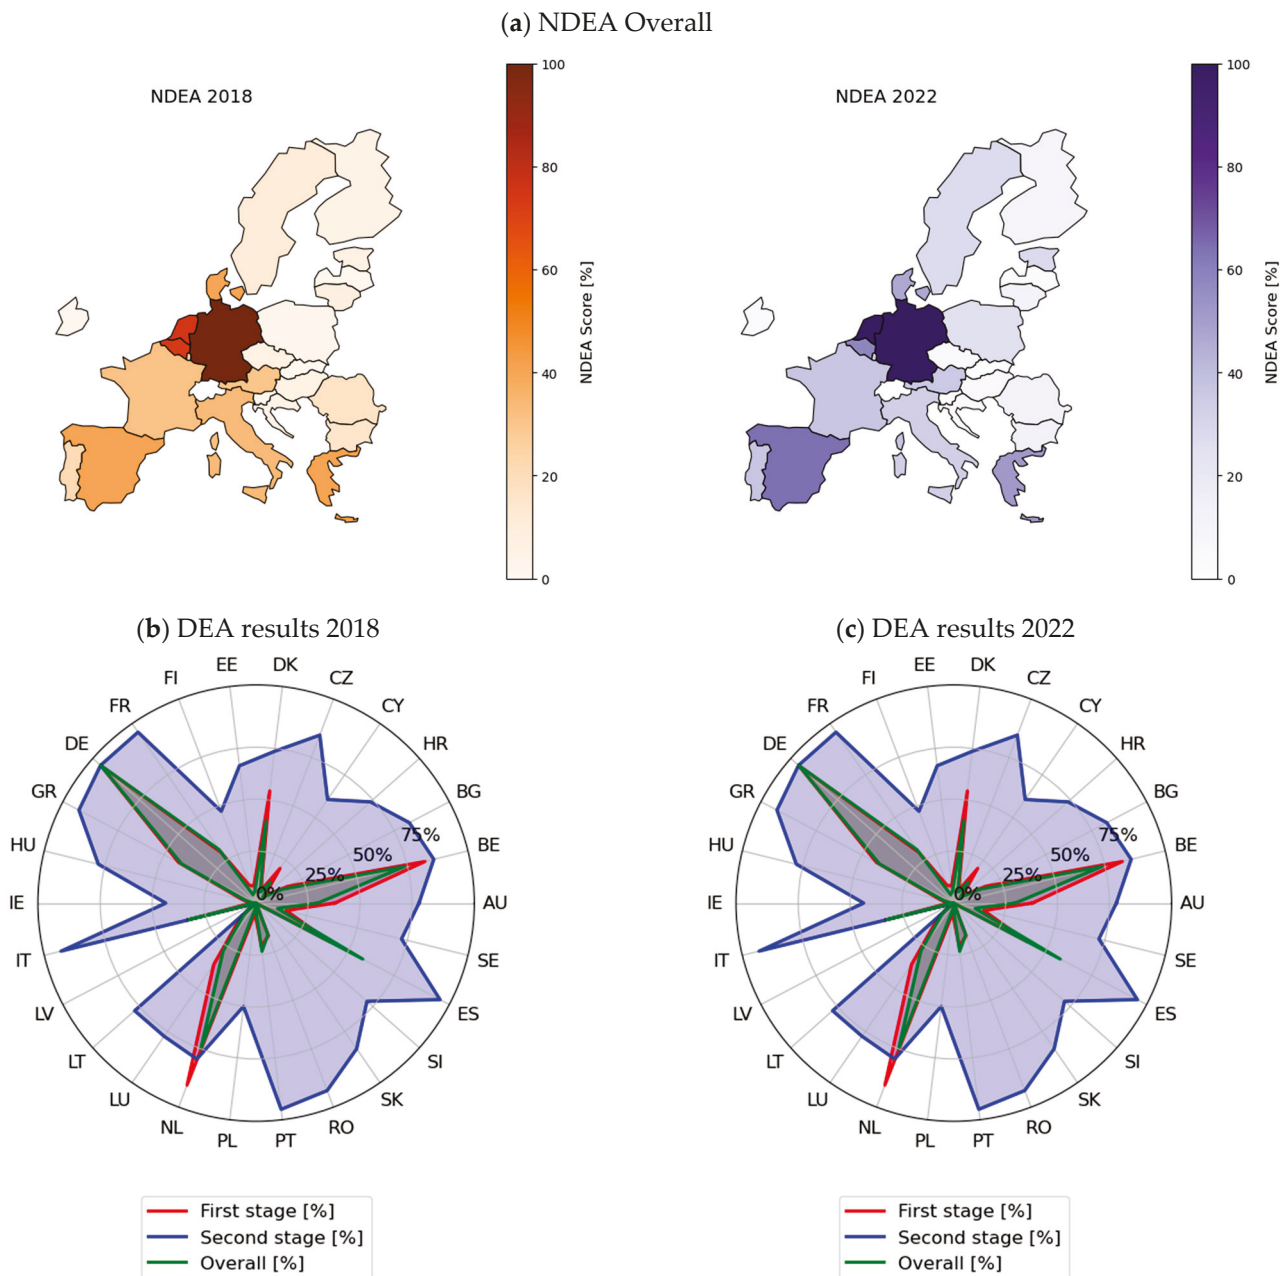 (a) NDEA Overall
NDEA 2018
100
80
60
40
20
0
NDEA Score [%]
NDEA 2022
100
80
60
40
20
0
NDEA Score [%]
(b) DEA results 2018
EE
DK
FI
CZ
FR
CY
DE
HR
GR
BG
HU
BE
IE
AU
IT
SE
LV
ES
LT
SI
LU
SK
NL
RO
PL
PT
0%
25%
50%
75%
First stage [%]
Second stage [%]
Overall [%]
(c) DEA results 2022
EE
DK
FI
CZ
FR
CY
DE
HR
GR
BG
HU
BE
IE
AU
IT
SE
LV
ES
LT
SI
LU
SK
NL
RO
PL
PT
0%
25%
50%
75%
First stage [%]
Second stage [%]
Overall [%]